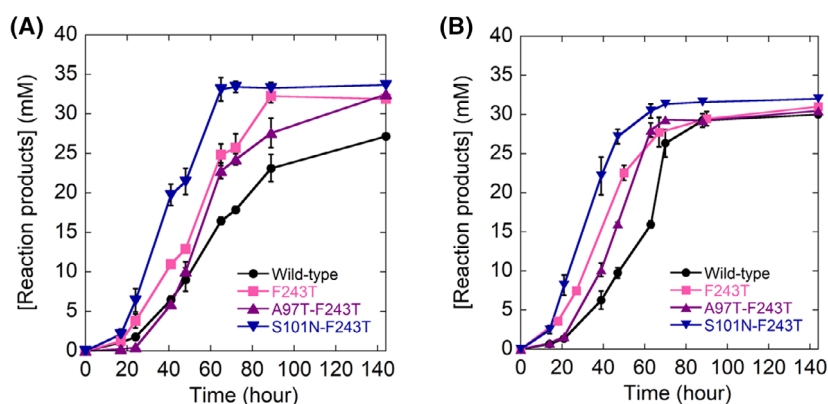 (A)
[Reaction products] (mM)
40
35
30
25
20
15
10
5
0
Wild-type
F243T
A97T-F243T
S101N-F243T
0 20 40 60 80 100 120 140
Time (hour)
(B)
[Reaction products] (mM)
40
35
30
25
20
15
10
5
0
Wild-type
F243T
A97T-F243T
S101N-F243T
0 20 40 60 80 100 120 140
Time (hour)